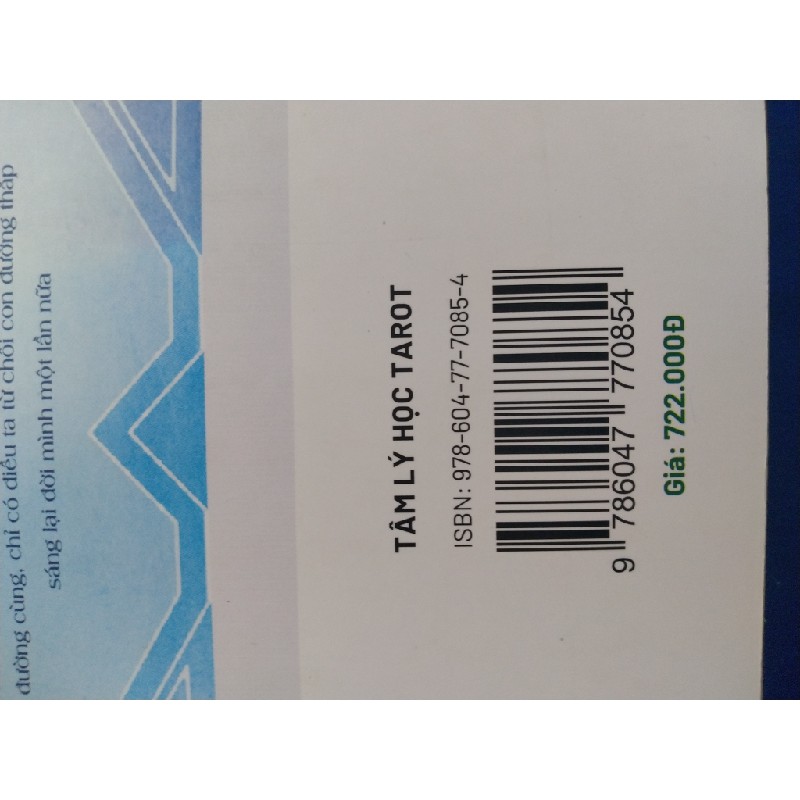 đường cùng, chỉ có điều ta từ chối con đường thắp
sáng lại đời mình một lần nữa
TÂM LÝ HỌC TAROT
ISBN: 978-604-77-7085-4
9 786047 770854
Giá: 722.000Đ